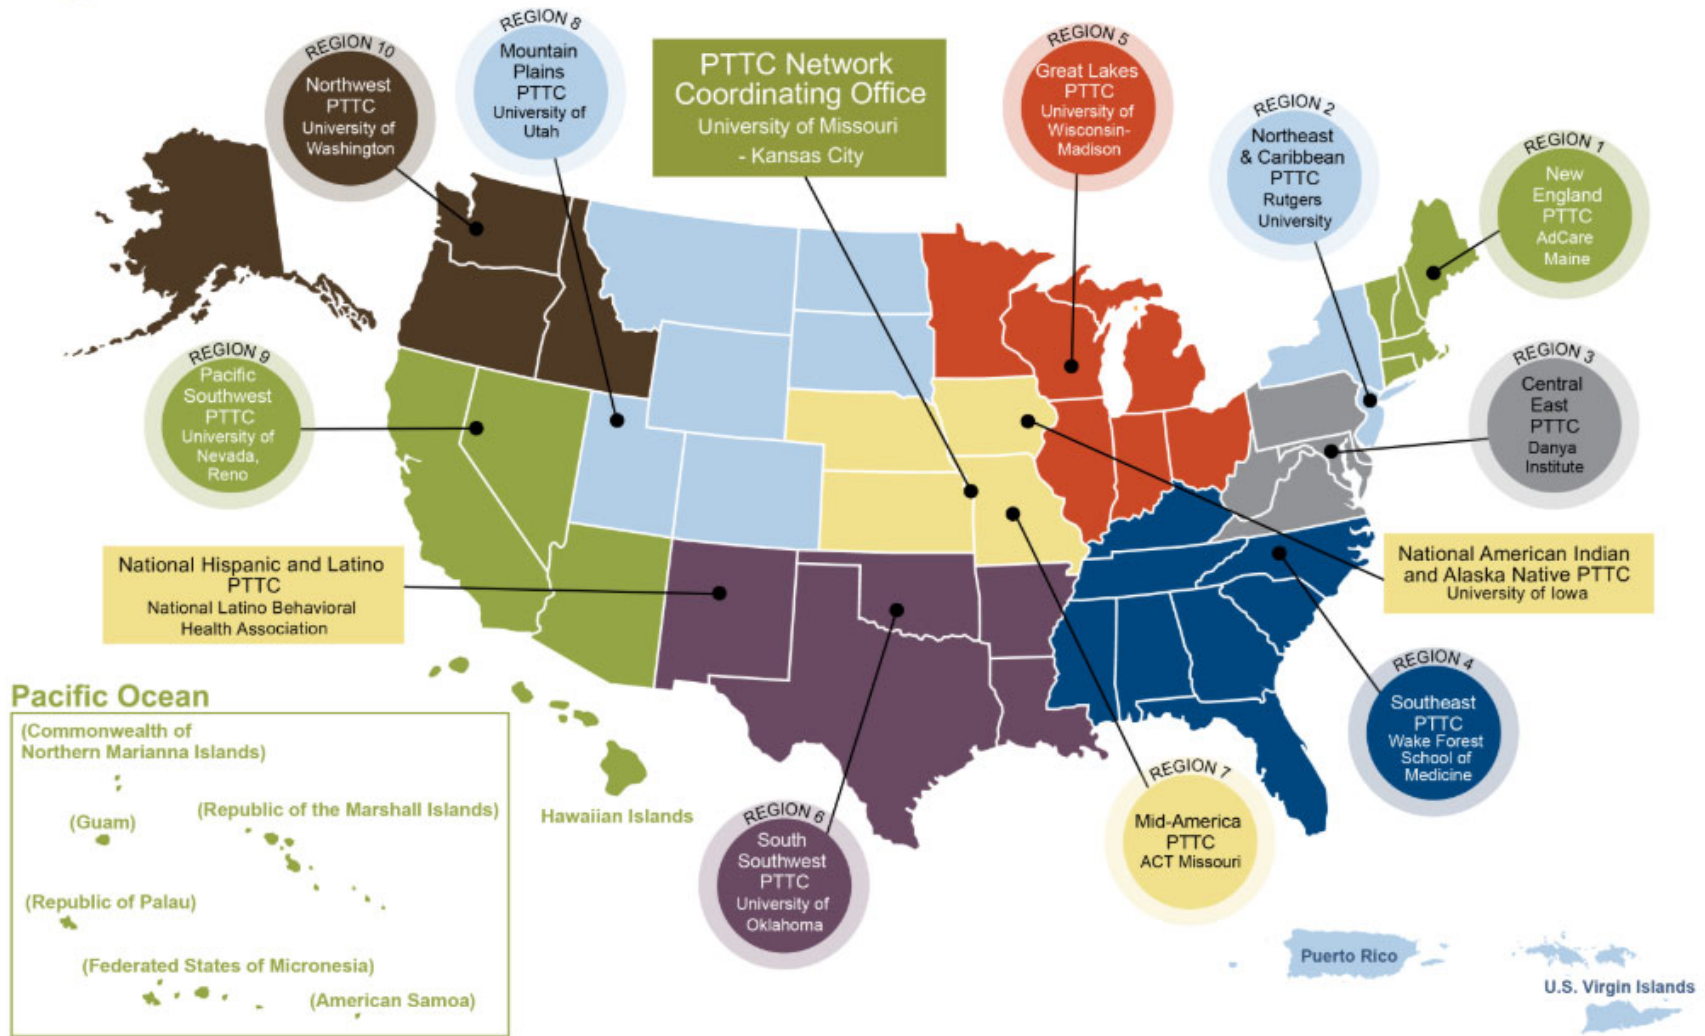 REGION 10
Northwest
PTTC
University of
Washington
REGION 8
Mountain
Plains
PTTC
University of
Utah
PTTC Network
Coordinating Office
University of Missouri
- Kansas City
REGION 5
Great Lakes
PTTC
University of
Wisconsin-
Madison
REGION 2
Northeast
& Caribbean
PTTC
Rutgers
University
REGION 1
New
England
PTTC
AdCare
Maine
REGION 9
Pacific
Southwest
PTTC
University of
Nevada,
Reno
REGION 3
Central
East
PTTC
Danya
Institute
National Hispanic and Latino
PTTC
National Latino Behavioral
Health Association
National American Indian
and Alaska Native PTTC
University of Iowa
REGION 4
Southeast
PTTC
Wake Forest
School of
Medicine
REGION 7
Mid-America
PTTC
ACT Missouri
REGION 6
South
Southwest
PTTC
University of
Oklahoma
Hawaiian Islands
Pacific Ocean
(Commonwealth of
Northern Marianna Islands)
(Guam)
(Republic of the Marshall Islands)
(Republic of Palau)
(Federated States of Micronesia)
(American Samoa)
Puerto Rico
U.S. Virgin Islands